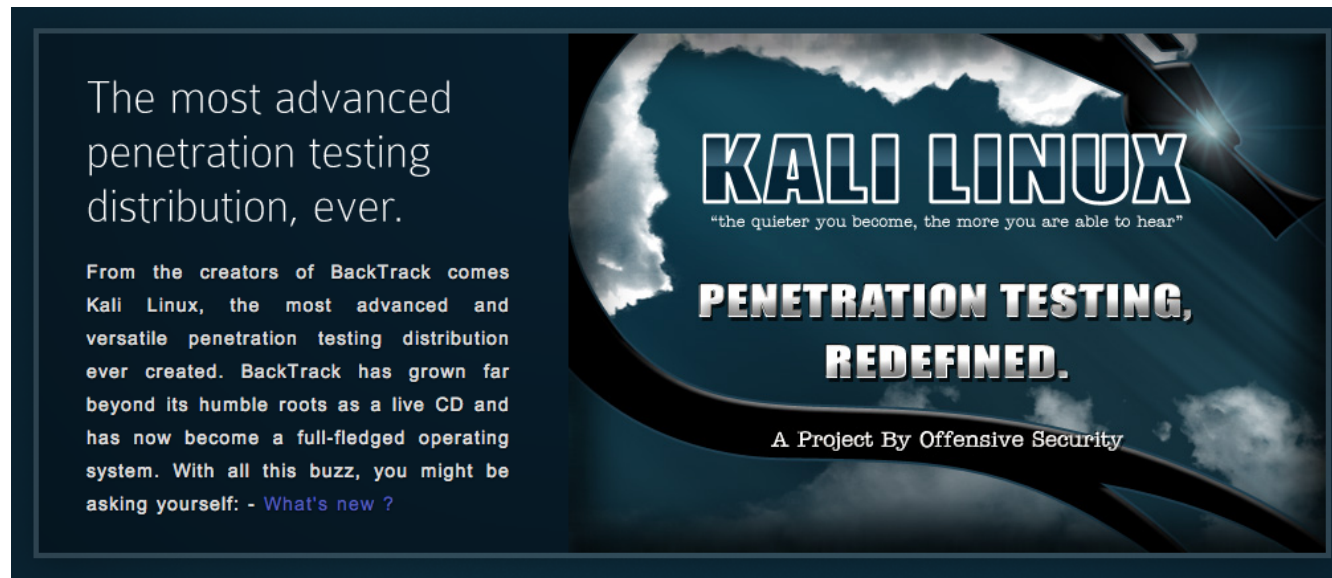 The most advanced
penetration testing
distribution, ever.
From the creators of BackTrack comes
Kali Linux, the most advanced and
versatile penetration testing distribution
ever created. BackTrack has grown far
beyond its humble roots as a live CD and
has now become a full-fledged operating
system. With all this buzz, you might be
asking yourself: - What's new ?
KALI LINUX
“the quieter you become, the more you are able to hear”
PENETRATION TESTING,
REDEFINED.
A Project By Offensive Security